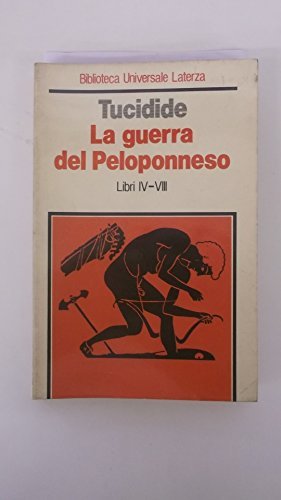 Biblioteca Universale Laterza
Tucidide
La guerra
del Peloponneso
Libri IV-VIII